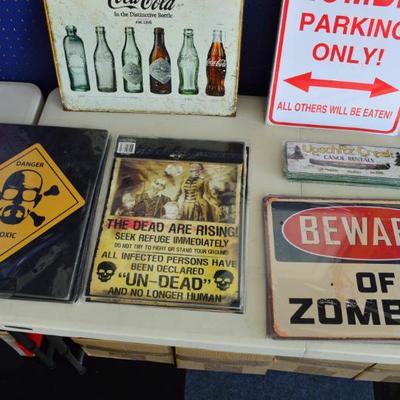 Coca-Cola
In the Distinctive Bottle
PARKING
ONLY!
ALL OTHERS WILL BE EATEN!
DANGER
TOXIC
THE DEAD ARE RISING!
SEEK REFUGE IMMEDIATELY
DO NOT TRY TO FIGHT OR STAND YOUR GROUND!
ALL INFECTED PERSONS HAVE
BEEN DECLARED
"UN-DEAD"
AND NO LONGER HUMAN
CANOE RENTALS
BEWAR
OF
ZOMB